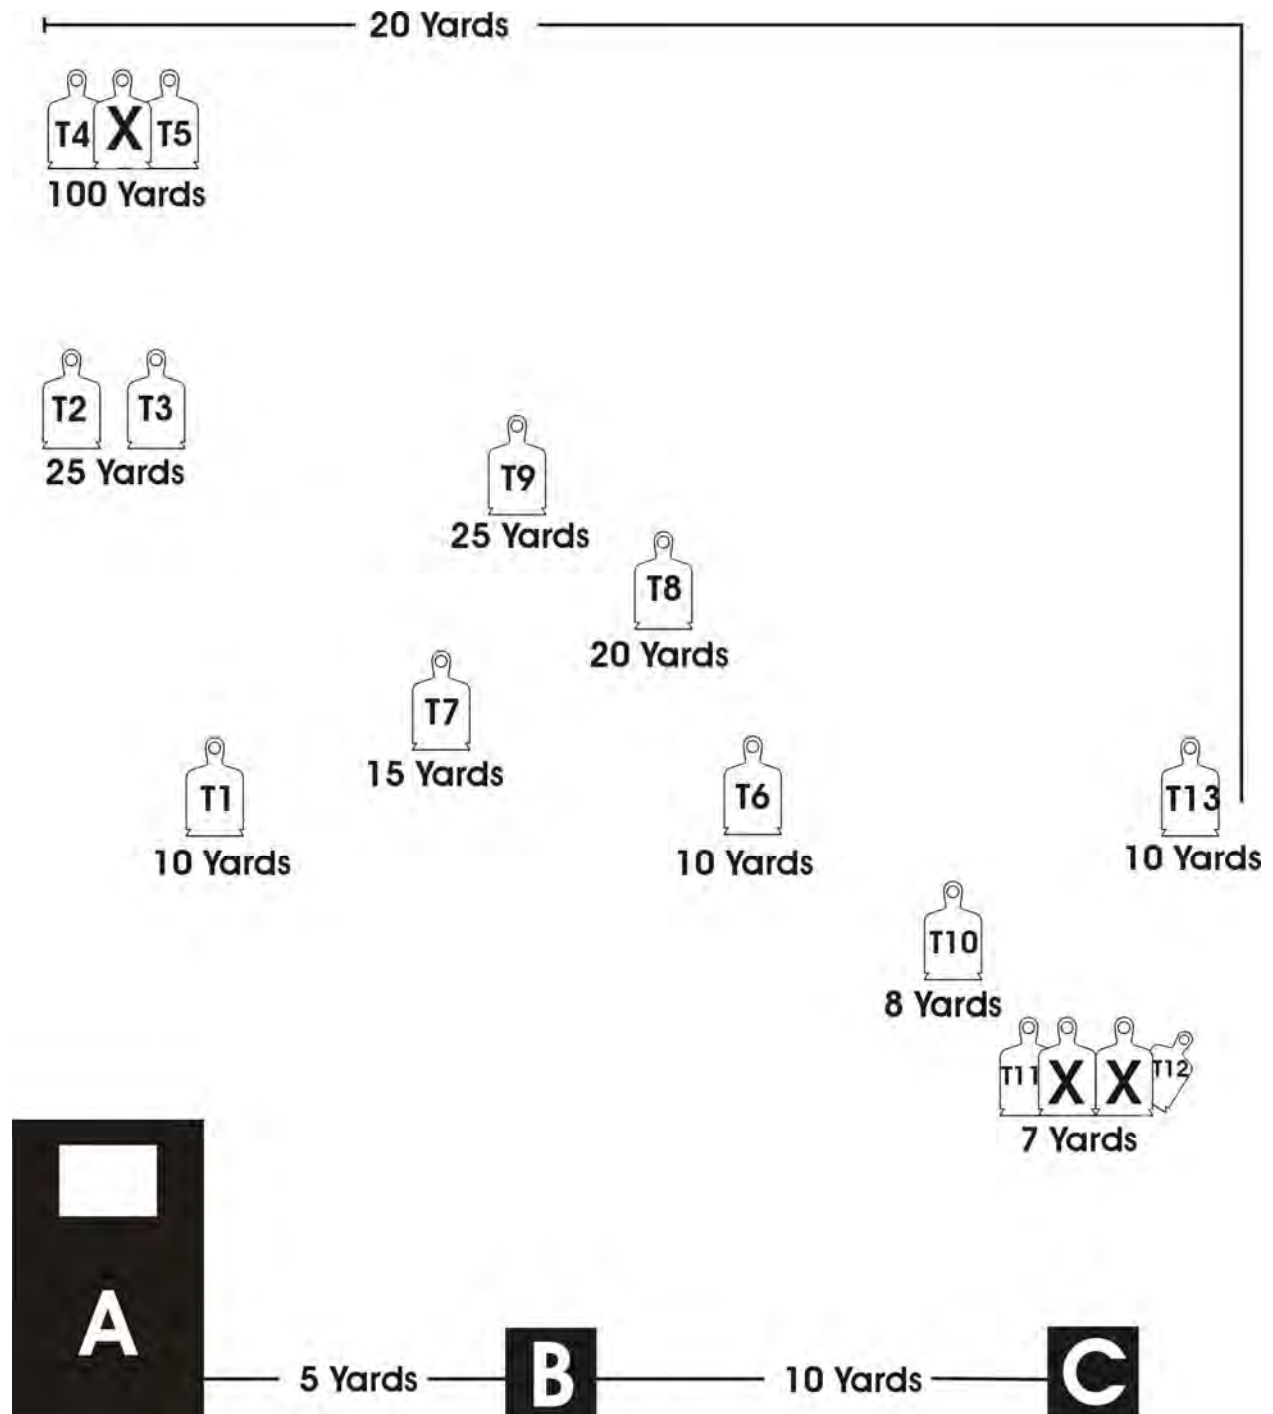 20 Yards
T4 X T5
100 Yards
T2 T3
25 Yards
T9
25 Yards
T8
20 Yards
T7
15 Yards
T1
10 Yards
T6
10 Yards
T13
10 Yards
T10
8 Yards
T11 X X T12
7 Yards
A
5 Yards
B
10 Yards
C